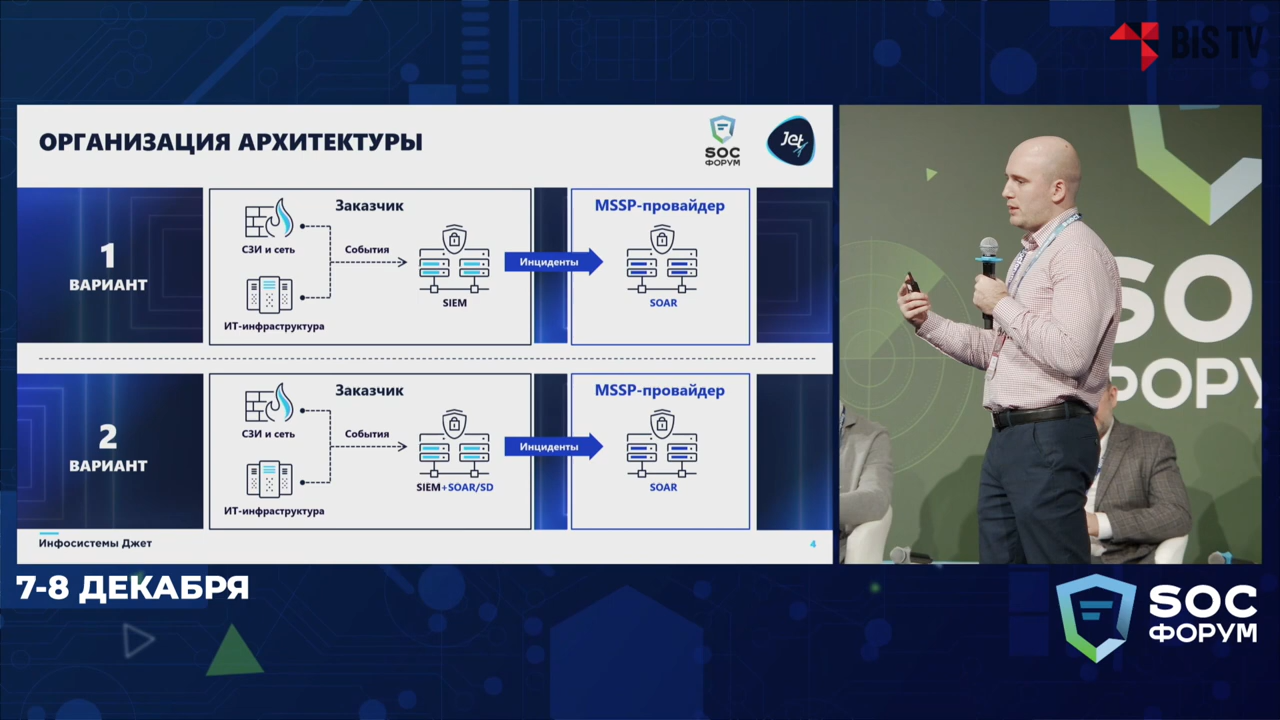 BIS TV
ОРГАНИЗАЦИЯ АРХИТЕКТУРЫ
SOC
ФОРУМ
Jet
1
ВАРИАНТ
Заказчик
СЗИ и сеть
События
ИТ-инфраструктура
SIEM
Инциденты
MSSP-провайдер
SOAR
2
ВАРИАНТ
Заказчик
СЗИ и сеть
События
ИТ-инфраструктура
SIEM+SOAR/SD
Инциденты
MSSP-провайдер
SOAR
Инфосистемы Джет
4
SO
ФОРУ
7-8 ДЕКАБРЯ
SOC
ФОРУМ